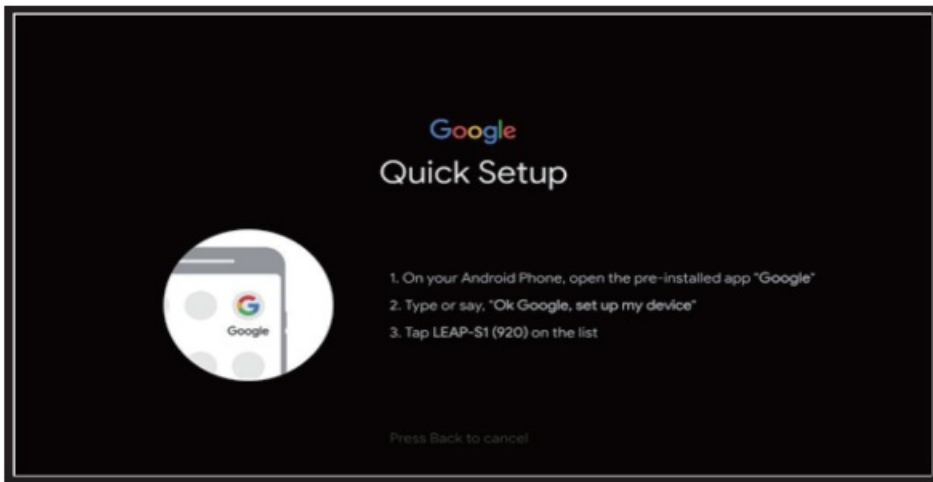 Google
Quick Setup
1. On your Android Phone, open the pre-installed app "Google"
2. Type or say, "Ok Google, set up my device"
3. Tap LEAP-S1 (920) on the list
Google
Press Back to cancel